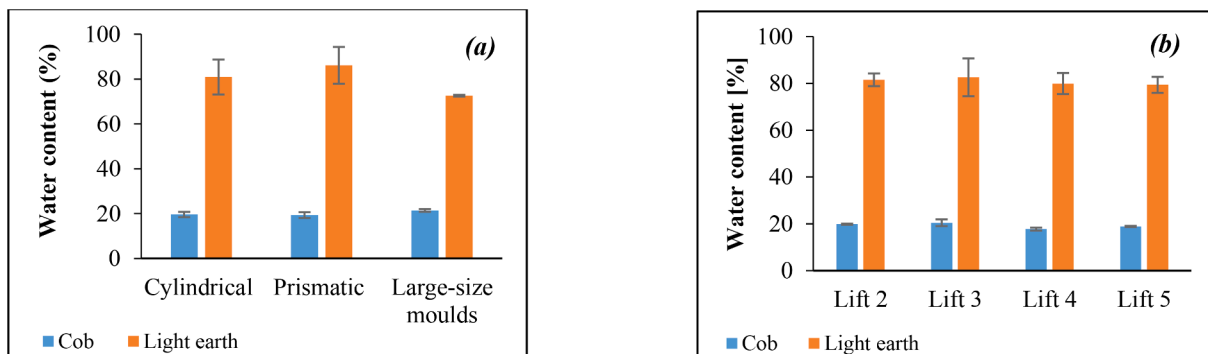 (a)
Water content (%)
100
80
60
40
20
0
Cylindrical Prismatic Large-size
moulds
Cob Light earth
(b)
Water content [%]
100
80
60
40
20
0
Lift 2 Lift 3 Lift 4 Lift 5
Cob Light earth